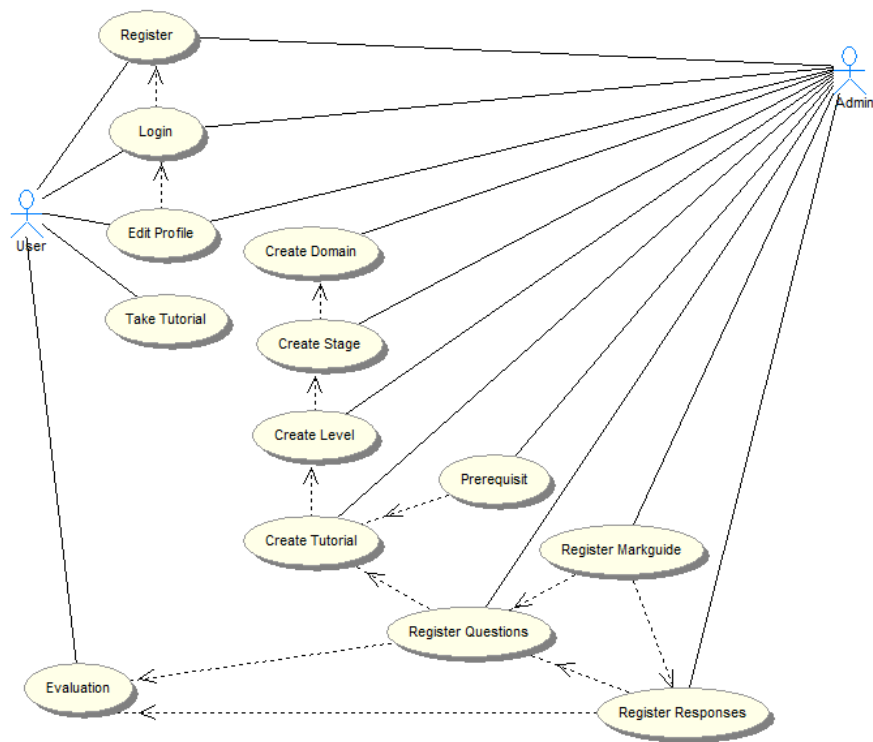 Register
Admin
Login
User
Edit Profile
Create Domain
Take Tutorial
Create Stage
Create Level
Prerequisit
Create Tutorial
Register Markguide
Register Questions
Evaluation
Register Responses